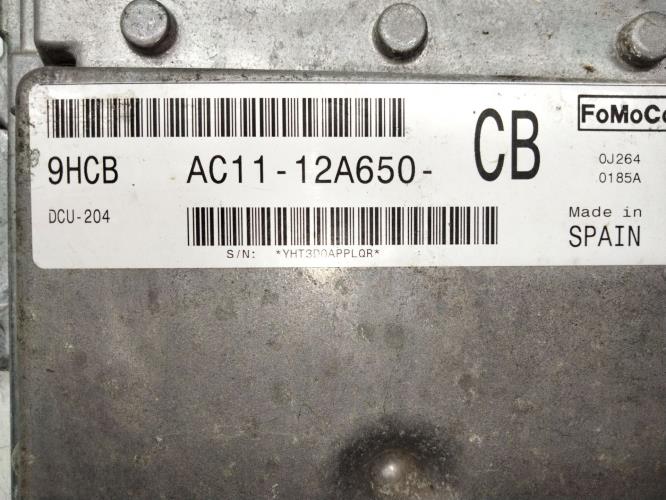 FoMoCo
9HCB AC11-12A650- CB
0J264
0185A
DCU-204
Made in
SPAIN
S/N: *YHT3D0APPLQR*